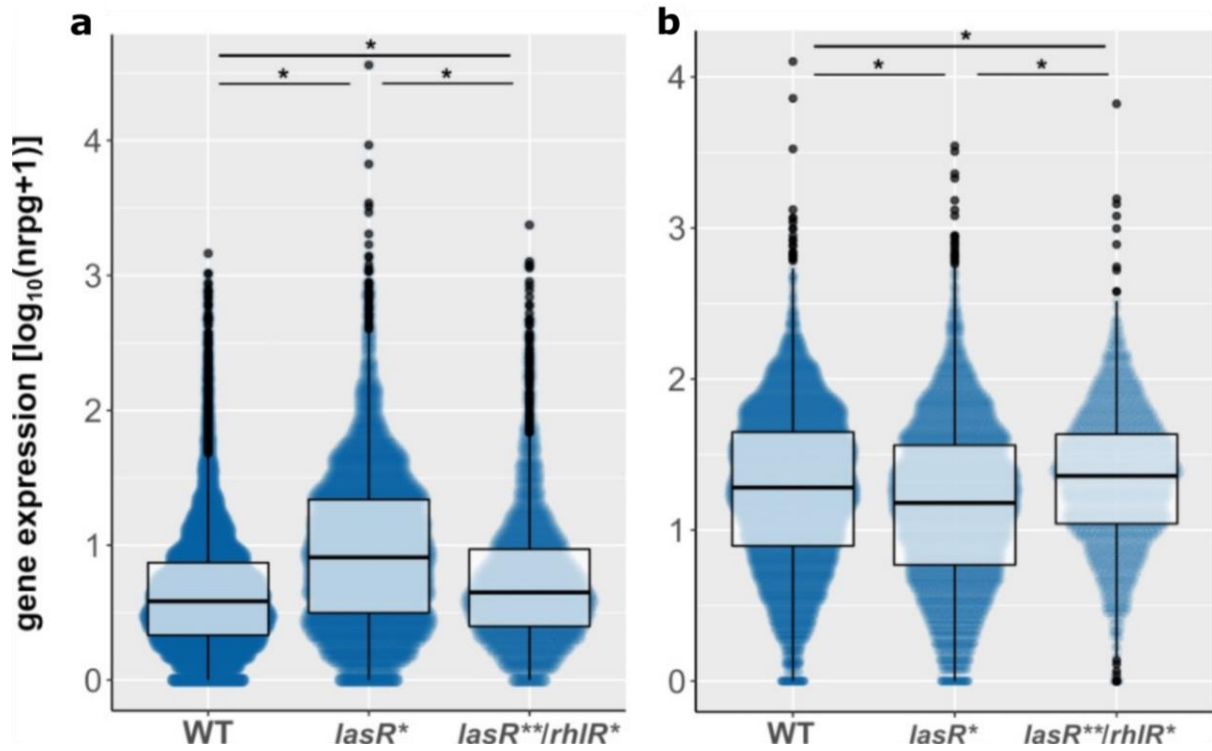 a
b
*
*
*
*
*
*
gene expression [log₁₀(nrpg+1)]
4
3
2
1
0
4
3
2
1
0
WT
lasR*
lasR**/rhlR*
WT
lasR*
lasR**/rhlR*